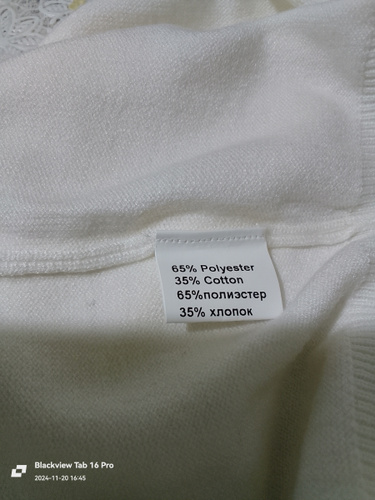 65% Polyester
35% Cotton
65%полиэстер
35% хлопок
Blackview Tab 16 Pro
2024-11-20 16:45